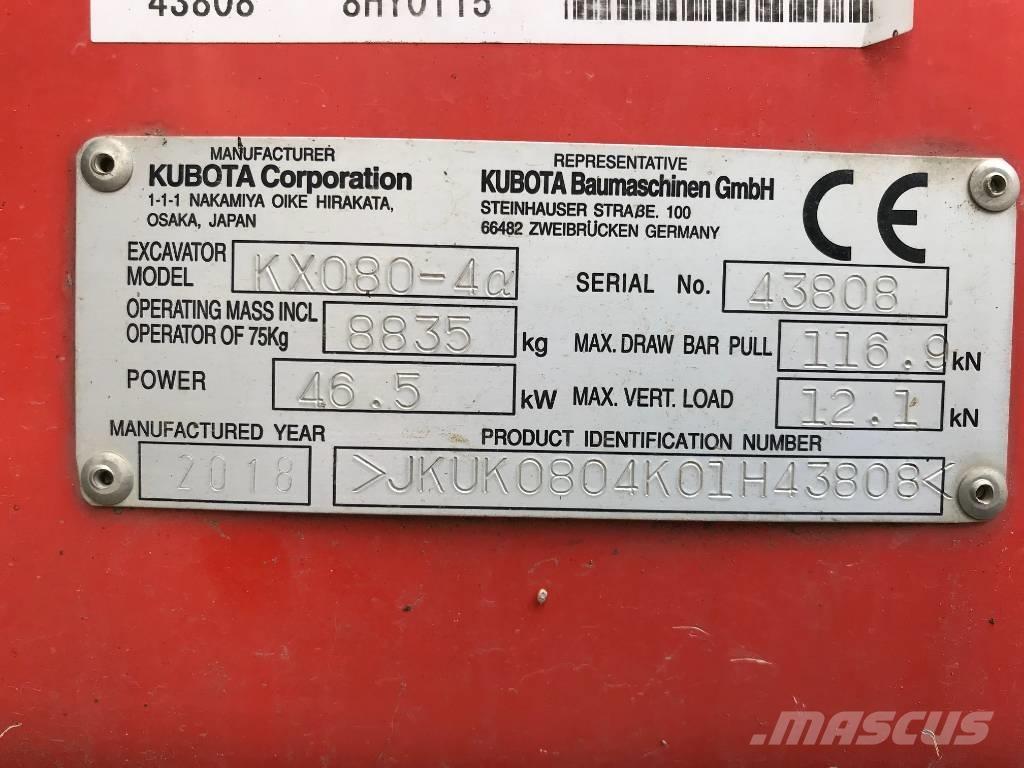 43808 8HY0115
MANUFACTURER
KUBOTA Corporation
1-1-1 NAKAMIYA OIKE HIRAKATA,
OSAKA, JAPAN
REPRESENTATIVE
KUBOTA Baumaschinen GmbH
STEINHAUSER STRAßE. 100
66482 ZWEIBRÜCKEN GERMANY
CE
EXCAVATOR
MODEL KX080-4α
SERIAL No. 43808
OPERATING MASS INCL
OPERATOR OF 75Kg 8835 kg
MAX. DRAW BAR PULL 116.9 kN
POWER 46.5 kW
MAX. VERT. LOAD 12.1 kN
MANUFACTURED YEAR
2018
PRODUCT IDENTIFICATION NUMBER
>JKUK0804K01H43808<
MASCUS